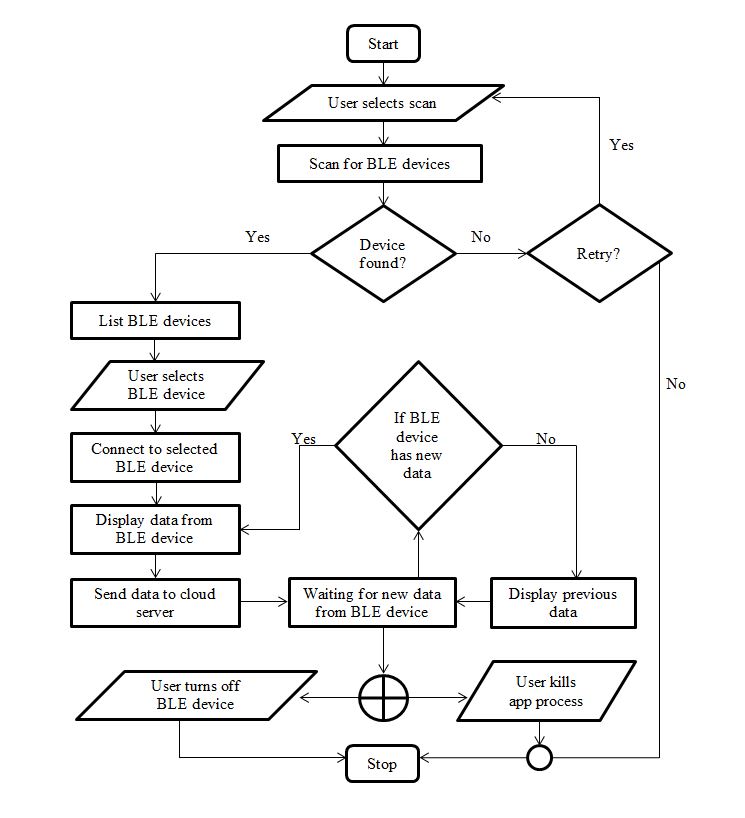 Start
User selects scan
Scan for BLE devices
Yes
Device
found?
Yes
No
Retry?
List BLE devices
User selects
BLE device
Connect to selected
BLE device
Yes
If BLE
device
has new
data
No
No
Display data from
BLE device
Send data to cloud
server
Waiting for new data
from BLE device
Display previous
data
User turns off
BLE device
User kills
app process
Stop